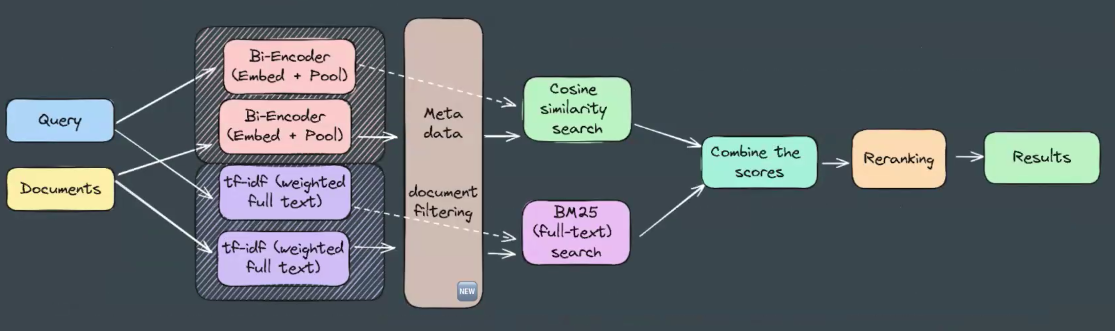 Query
Documents
Bi-Encoder
(Embed + Pool)
Bi-Encoder
(Embed + Pool)
tf-idf (weighted
full text)
tf-idf (weighted
full text)
Meta
data
document
filtering
NEW
Cosine
similarity
search
BM25
(full-text)
search
Combine the
scores
Reranking
Results